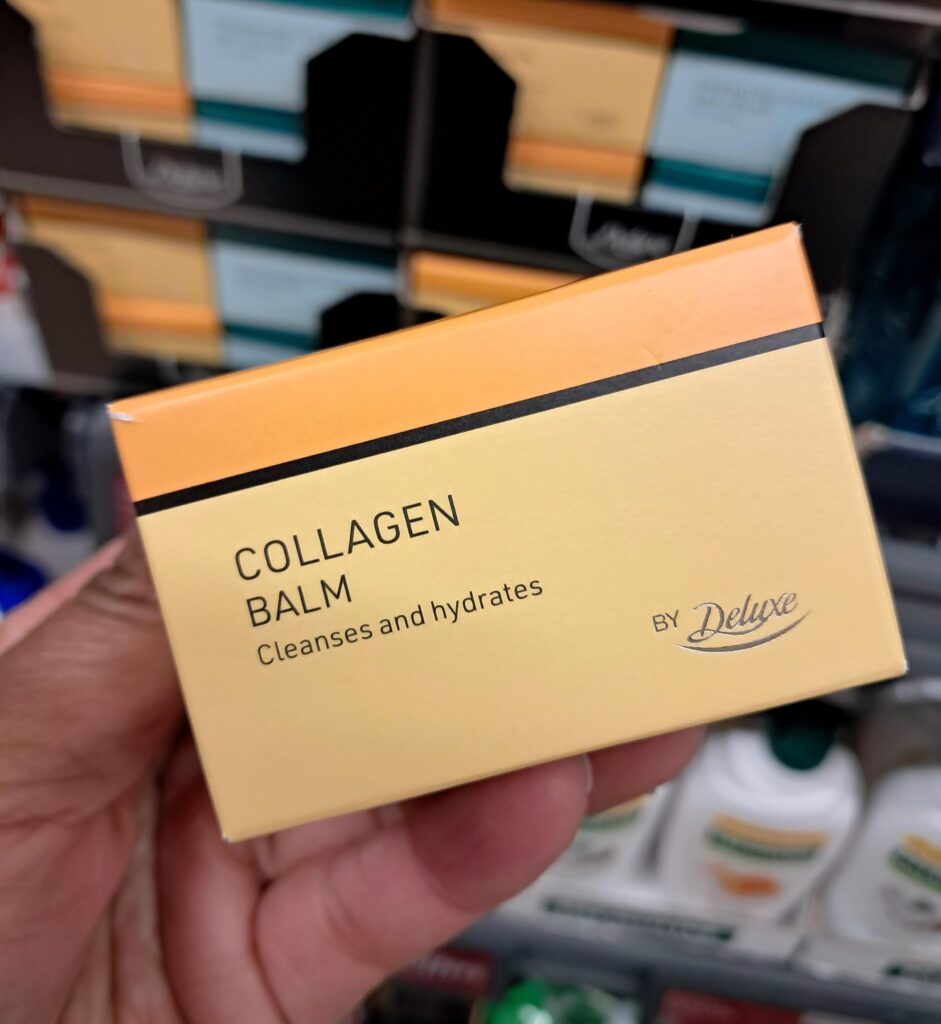 COLLAGEN
BALM
Cleanses and hydrates
BY Deluxe